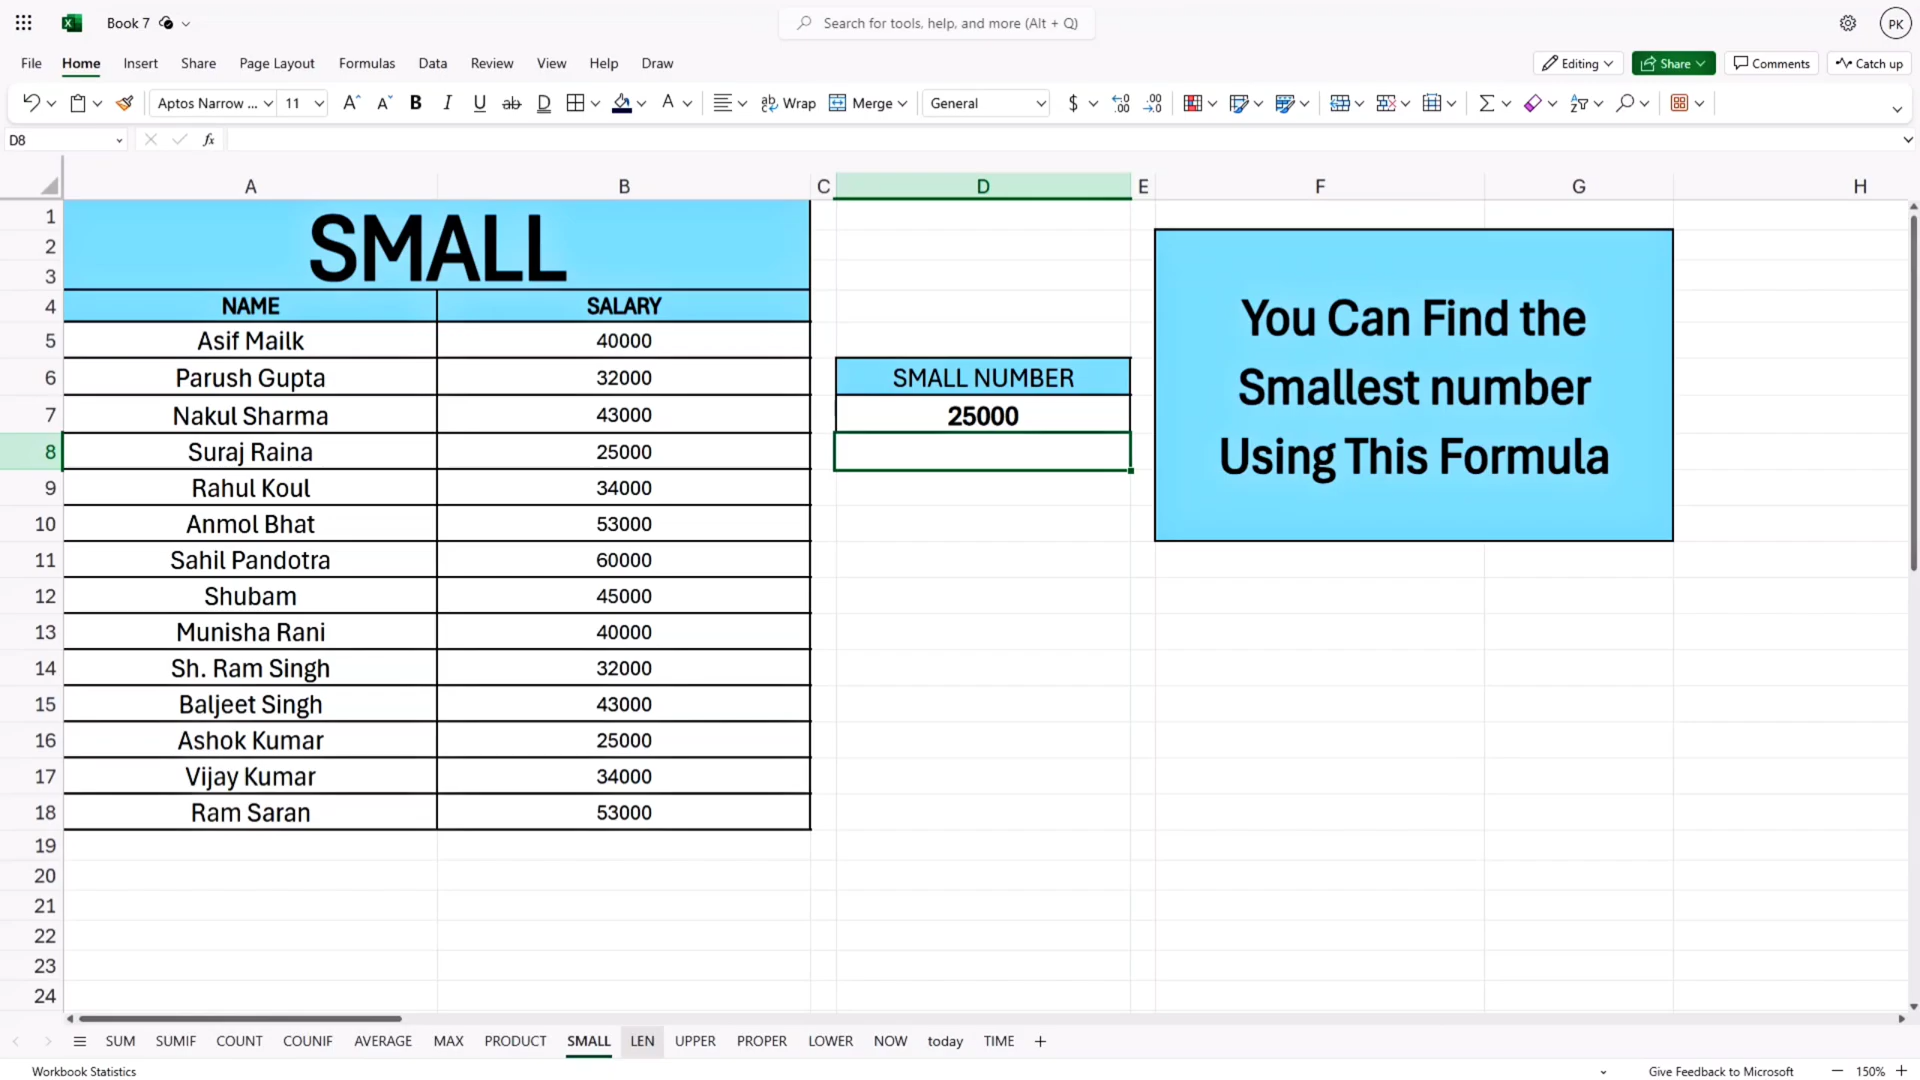 Book 7
Search for tools, help, and more (Alt + Q)
PK
File Home Insert Share Page Layout Formulas Data Review View Help Draw
Editing Share Comments Catch up
Aptos Narrow ... 11 A A B I U ab D A Wrap Merge General $
D8 fx
A B C D E F G H
1
2
3
SMALL
4 NAME SALARY
5 Asif Mailk 40000
6 Parush Gupta 32000 SMALL NUMBER
7 Nakul Sharma 43000 25000
8 Suraj Raina 25000
9 Rahul Koul 34000
10 Anmol Bhat 53000
11 Sahil Pandotra 60000
12 Shubam 45000
13 Munisha Rani 40000
14 Sh. Ram Singh 32000
15 Baljeet Singh 43000
16 Ashok Kumar 25000
17 Vijay Kumar 34000
18 Ram Saran 53000
19
20
21
22
23
24
You Can Find the
Smallest number
Using This Formula
SUM SUMIF COUNT COUNIF AVERAGE MAX PRODUCT SMALL LEN UPPER PROPER LOWER NOW today TIME
Workbook Statistics Give Feedback to Microsoft 150%